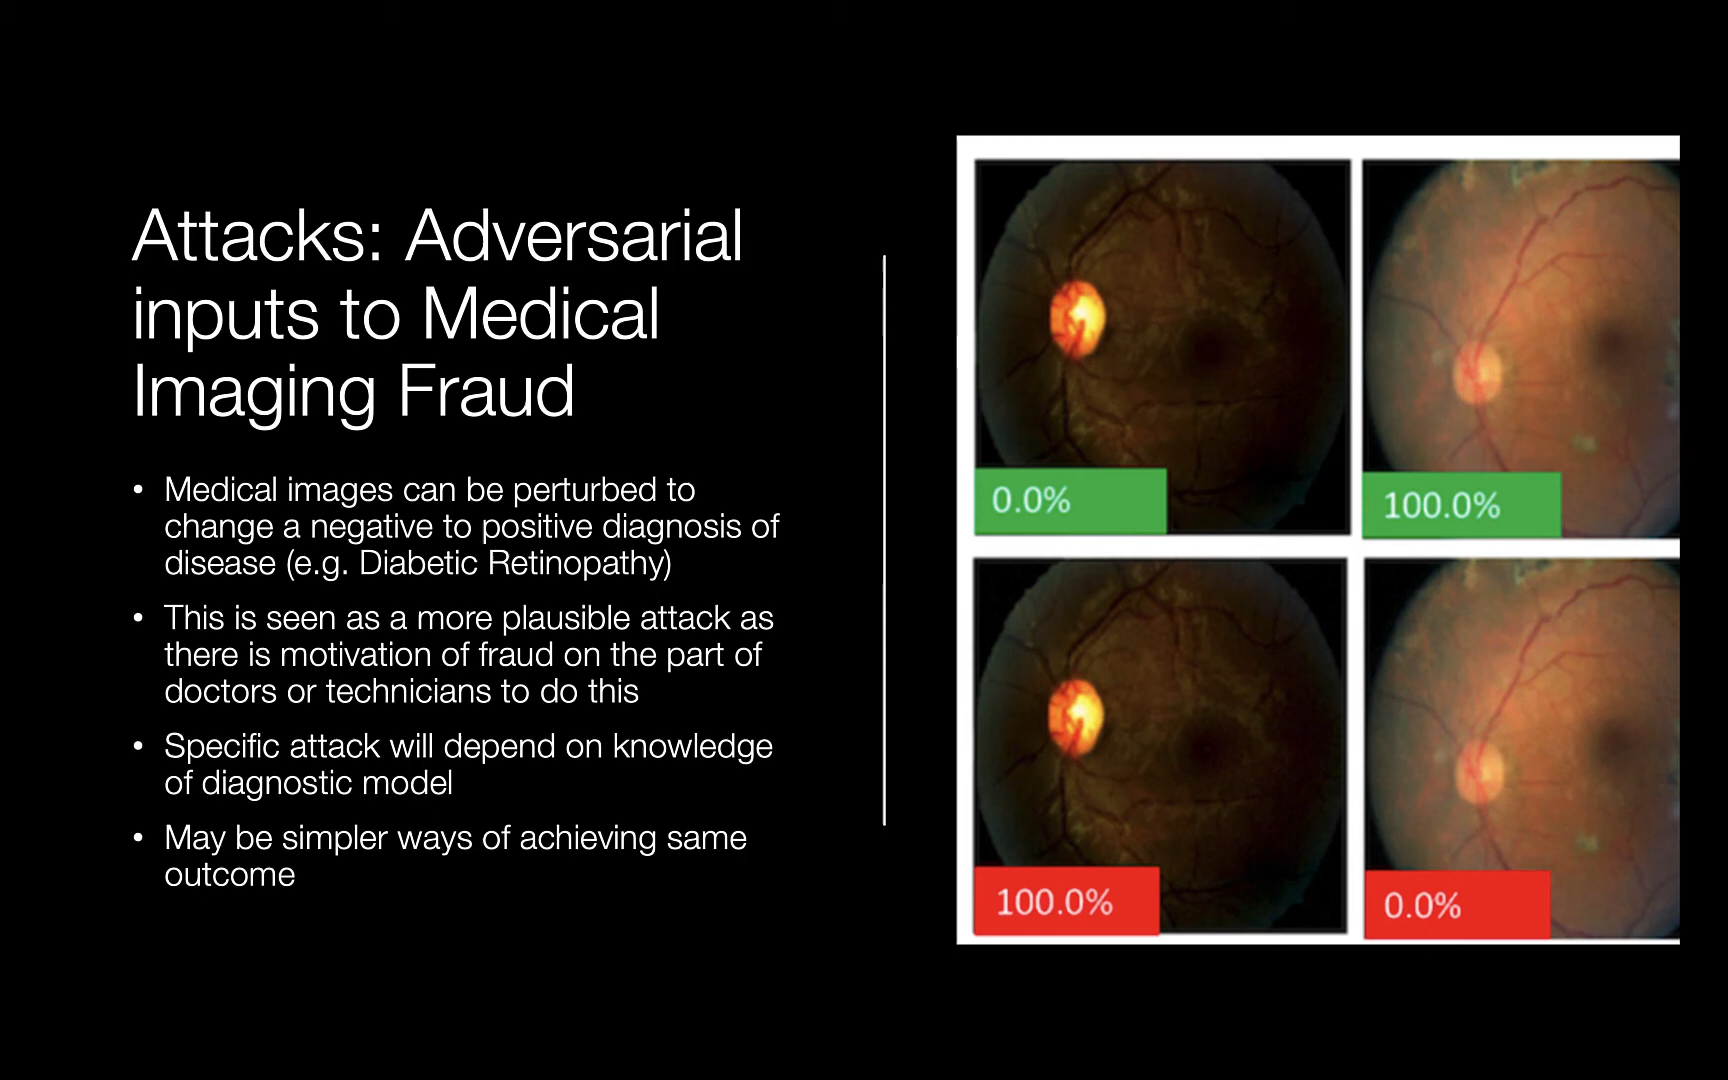 Attacks: Adversarial
inputs to Medical
Imaging Fraud
• Medical images can be perturbed to
change a negative to positive diagnosis of
disease (e.g. Diabetic Retinopathy)
• This is seen as a more plausible attack as
there is motivation of fraud on the part of
doctors or technicians to do this
• Specific attack will depend on knowledge
of diagnostic model
• May be simpler ways of achieving same
outcome
0.0%
100.0%
100.0%
0.0%